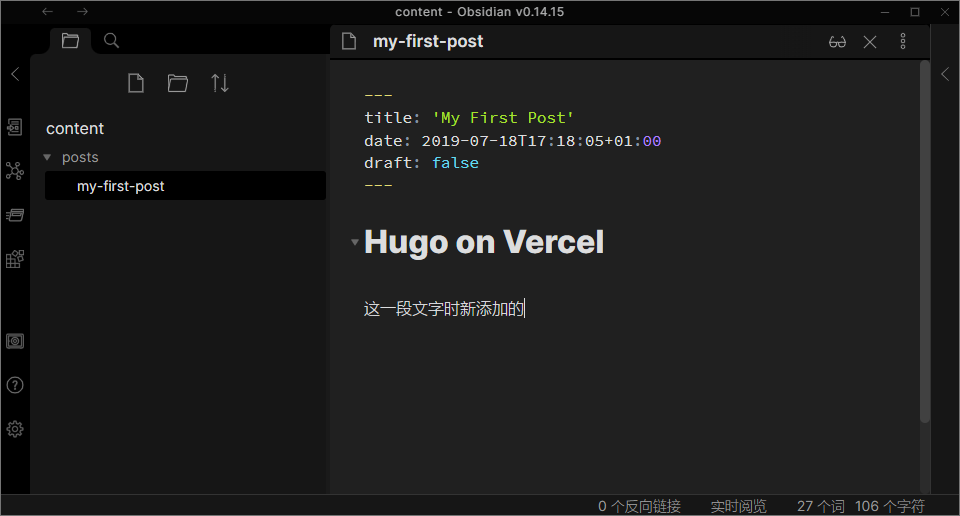 content - Obsidian v0.14.15
my-first-post
content
posts
my-first-post
---
title: 'My First Post'
date: 2019-07-18T17:18:05+01:00
draft: false
---
Hugo on Vercel
这一段文字时新添加的
0 个反向链接 实时阅览 27 个词 106 个字符